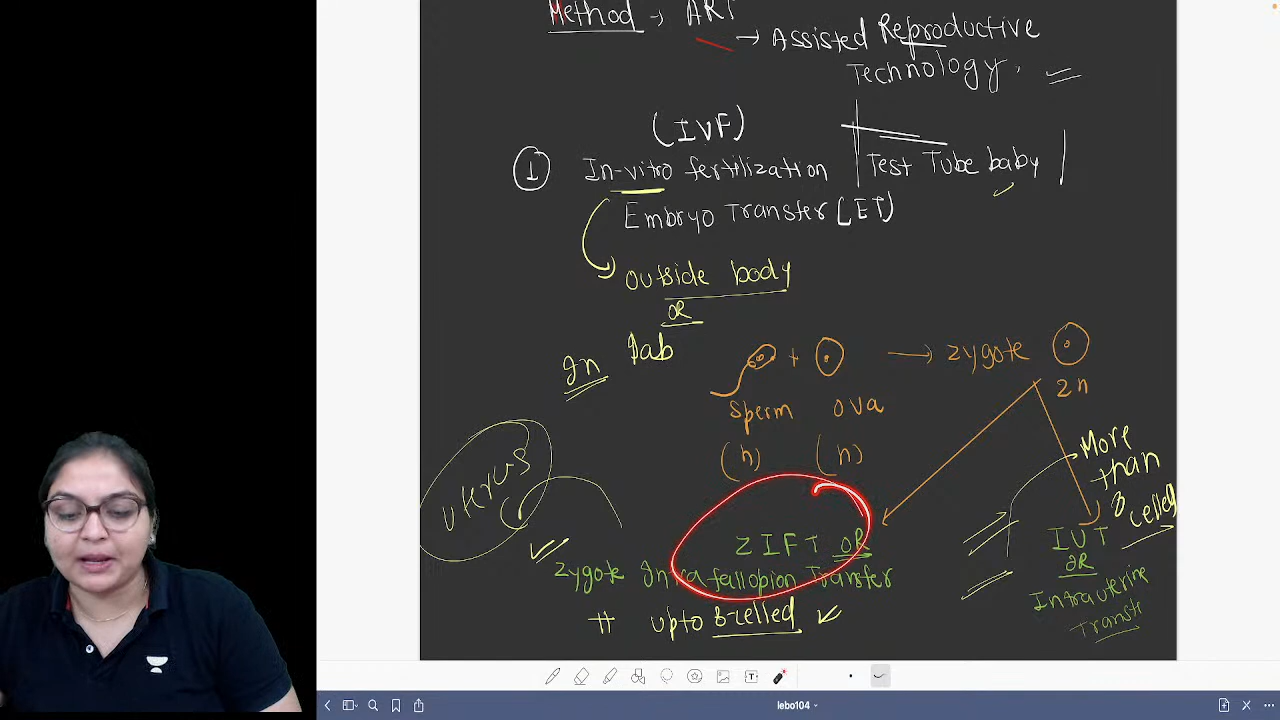 Method → ART
→ Assisted Reproductive
Technology.
(IVF)
1 In-vitro fertilization | Test Tube baby |
Embryo Transfer (ET)
outside body
OR
In lab
+ → zygote
2n
sperm ova
(n) (n)
uterus
More
than
8
celled
ZIFT OR
Zygote Intra fallopion Transfer
# upto 8-celled
IUT
OR
Intrauterine
Transfe
lebo104